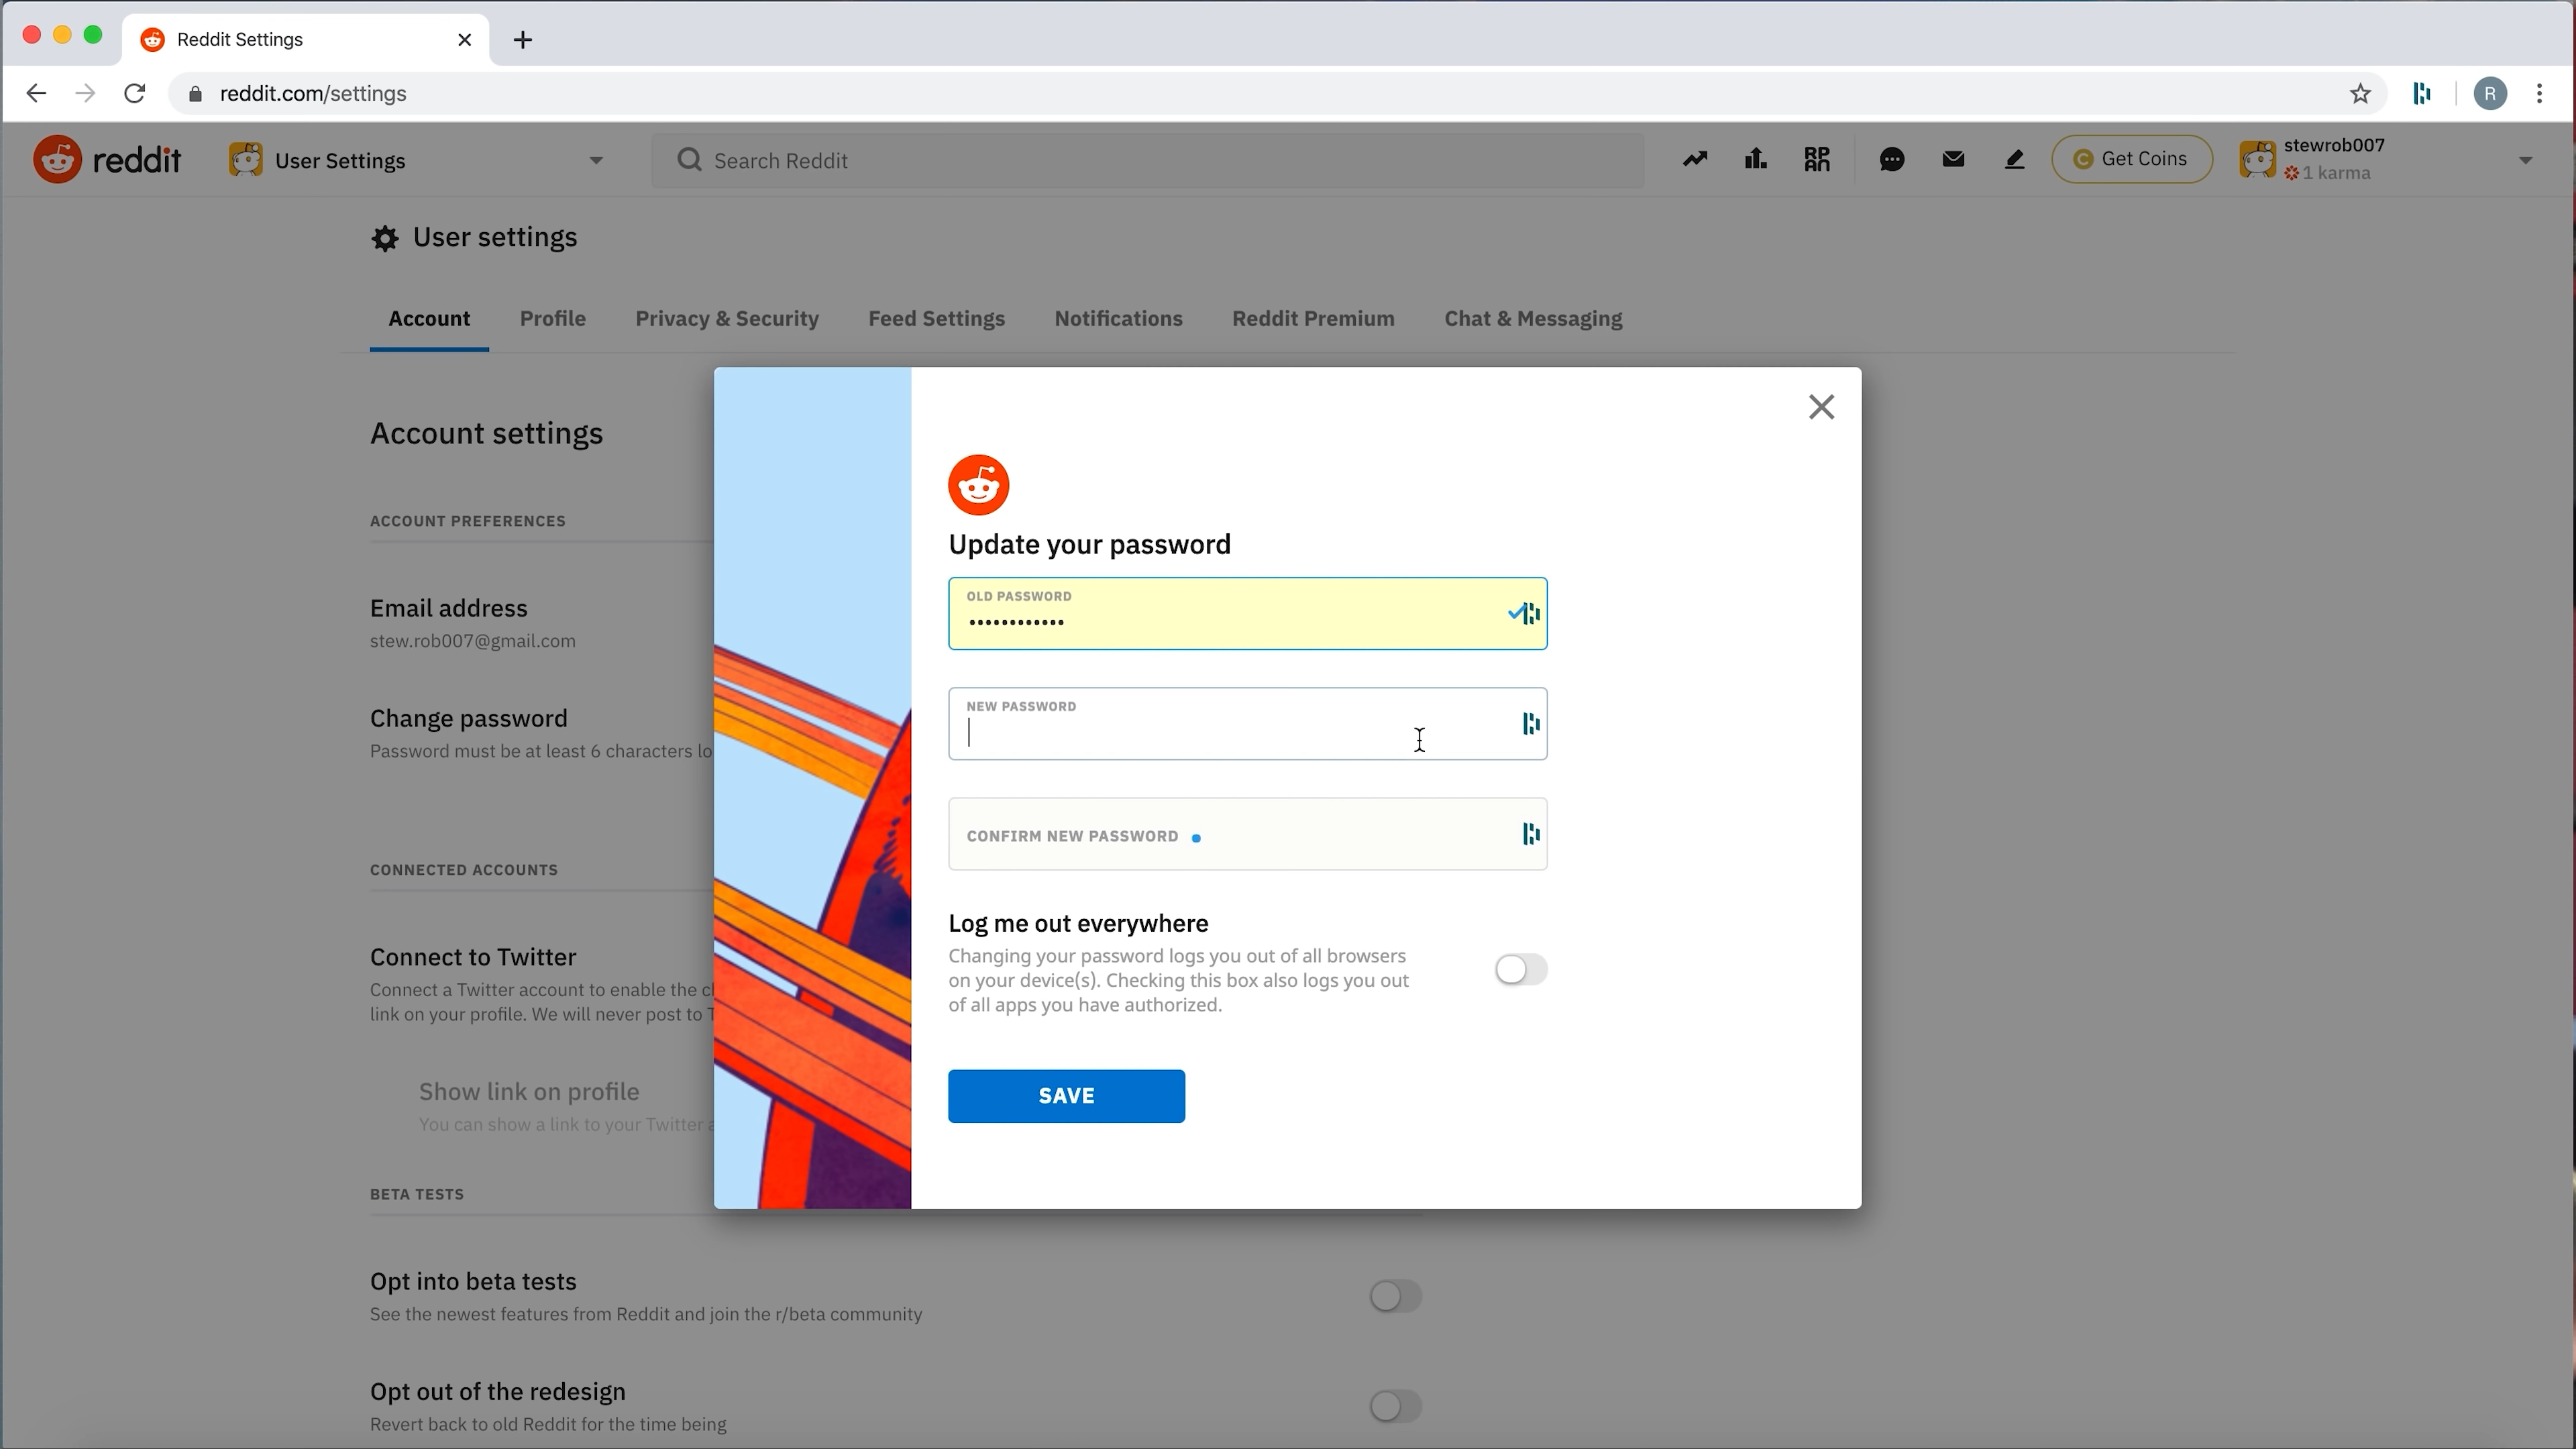 Reddit Settings
reddit.com/settings
R
reddit
User Settings
Search Reddit
RPAN
Get Coins
stewrob007
1 karma
User settings
Account
Profile
Privacy & Security
Feed Settings
Notifications
Reddit Premium
Chat & Messaging
Account settings
ACCOUNT PREFERENCES
Email address
stew.rob007@gmail.com
Change password
Password must be at least 6 characters lo
CONNECTED ACCOUNTS
Connect to Twitter
Connect a Twitter account to enable the cl
link on your profile. We will never post to T
Show link on profile
You can show a link to your Twitter a
BETA TESTS
Opt into beta tests
See the newest features from Reddit and join the r/beta community
Opt out of the redesign
Revert back to old Reddit for the time being
Update your password
OLD PASSWORD
••••••••••••
NEW PASSWORD
CONFIRM NEW PASSWORD
Log me out everywhere
Changing your password logs you out of all browsers
on your device(s). Checking this box also logs you out
of all apps you have authorized.
SAVE